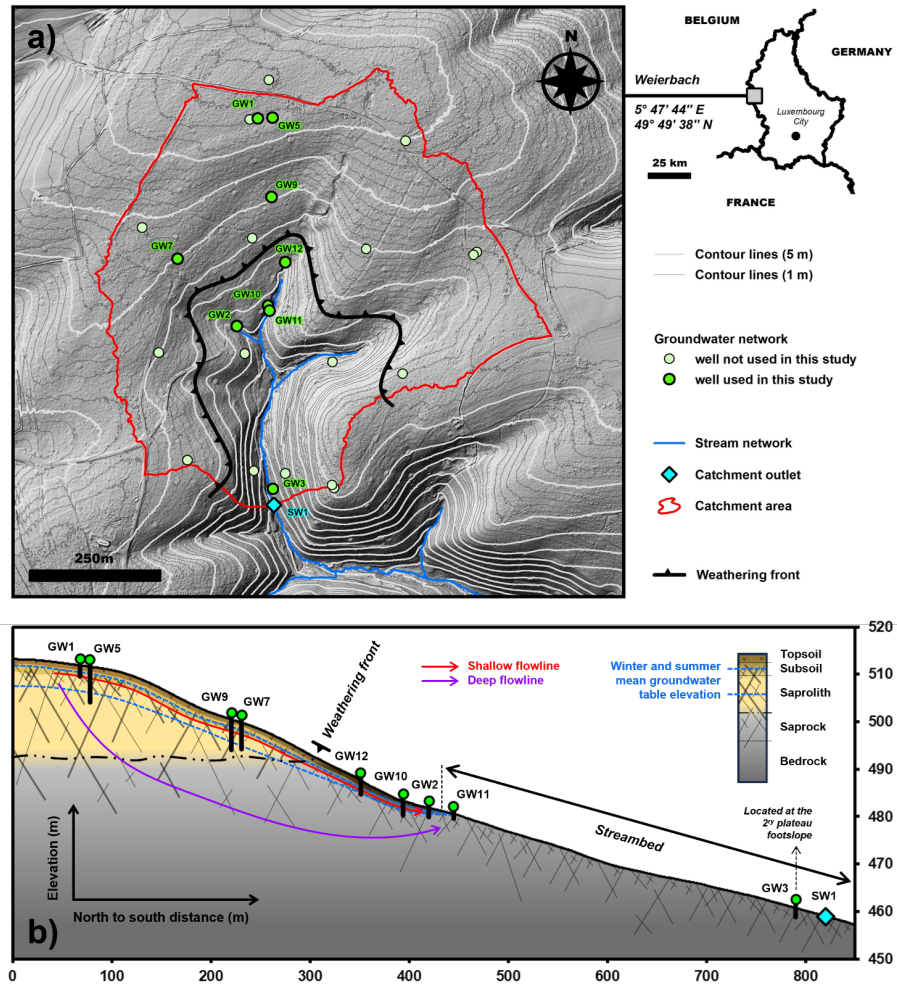 a)
N
GW1
GW5
GW9
GW7
GW12
GW10
GW11
GW2
GW3
SW1
250m
BELGIUM
GERMANY
Weierbach
5° 47' 44" E
49° 49' 38" N
Luxembourg
City
25 km
FRANCE
Contour lines (5 m)
Contour lines (1 m)
Groundwater network
well not used in this study
well used in this study
Stream network
Catchment outlet
Catchment area
Weathering front
GW1
GW5
GW9
GW7
Weathering front
GW12
GW10
GW2
GW11
Shallow flowline
Deep flowline
Winter and summer
mean groundwater
table elevation
Topsoil
Subsoil
Saprolith
Saprock
Bedrock
Streambed
Located at the
2ry plateau
footslope
GW3
SW1
Elevation (m)
North to south distance (m)
b)
520
510
500
490
480
470
460
450
0
100
200
300
400
500
600
700
800